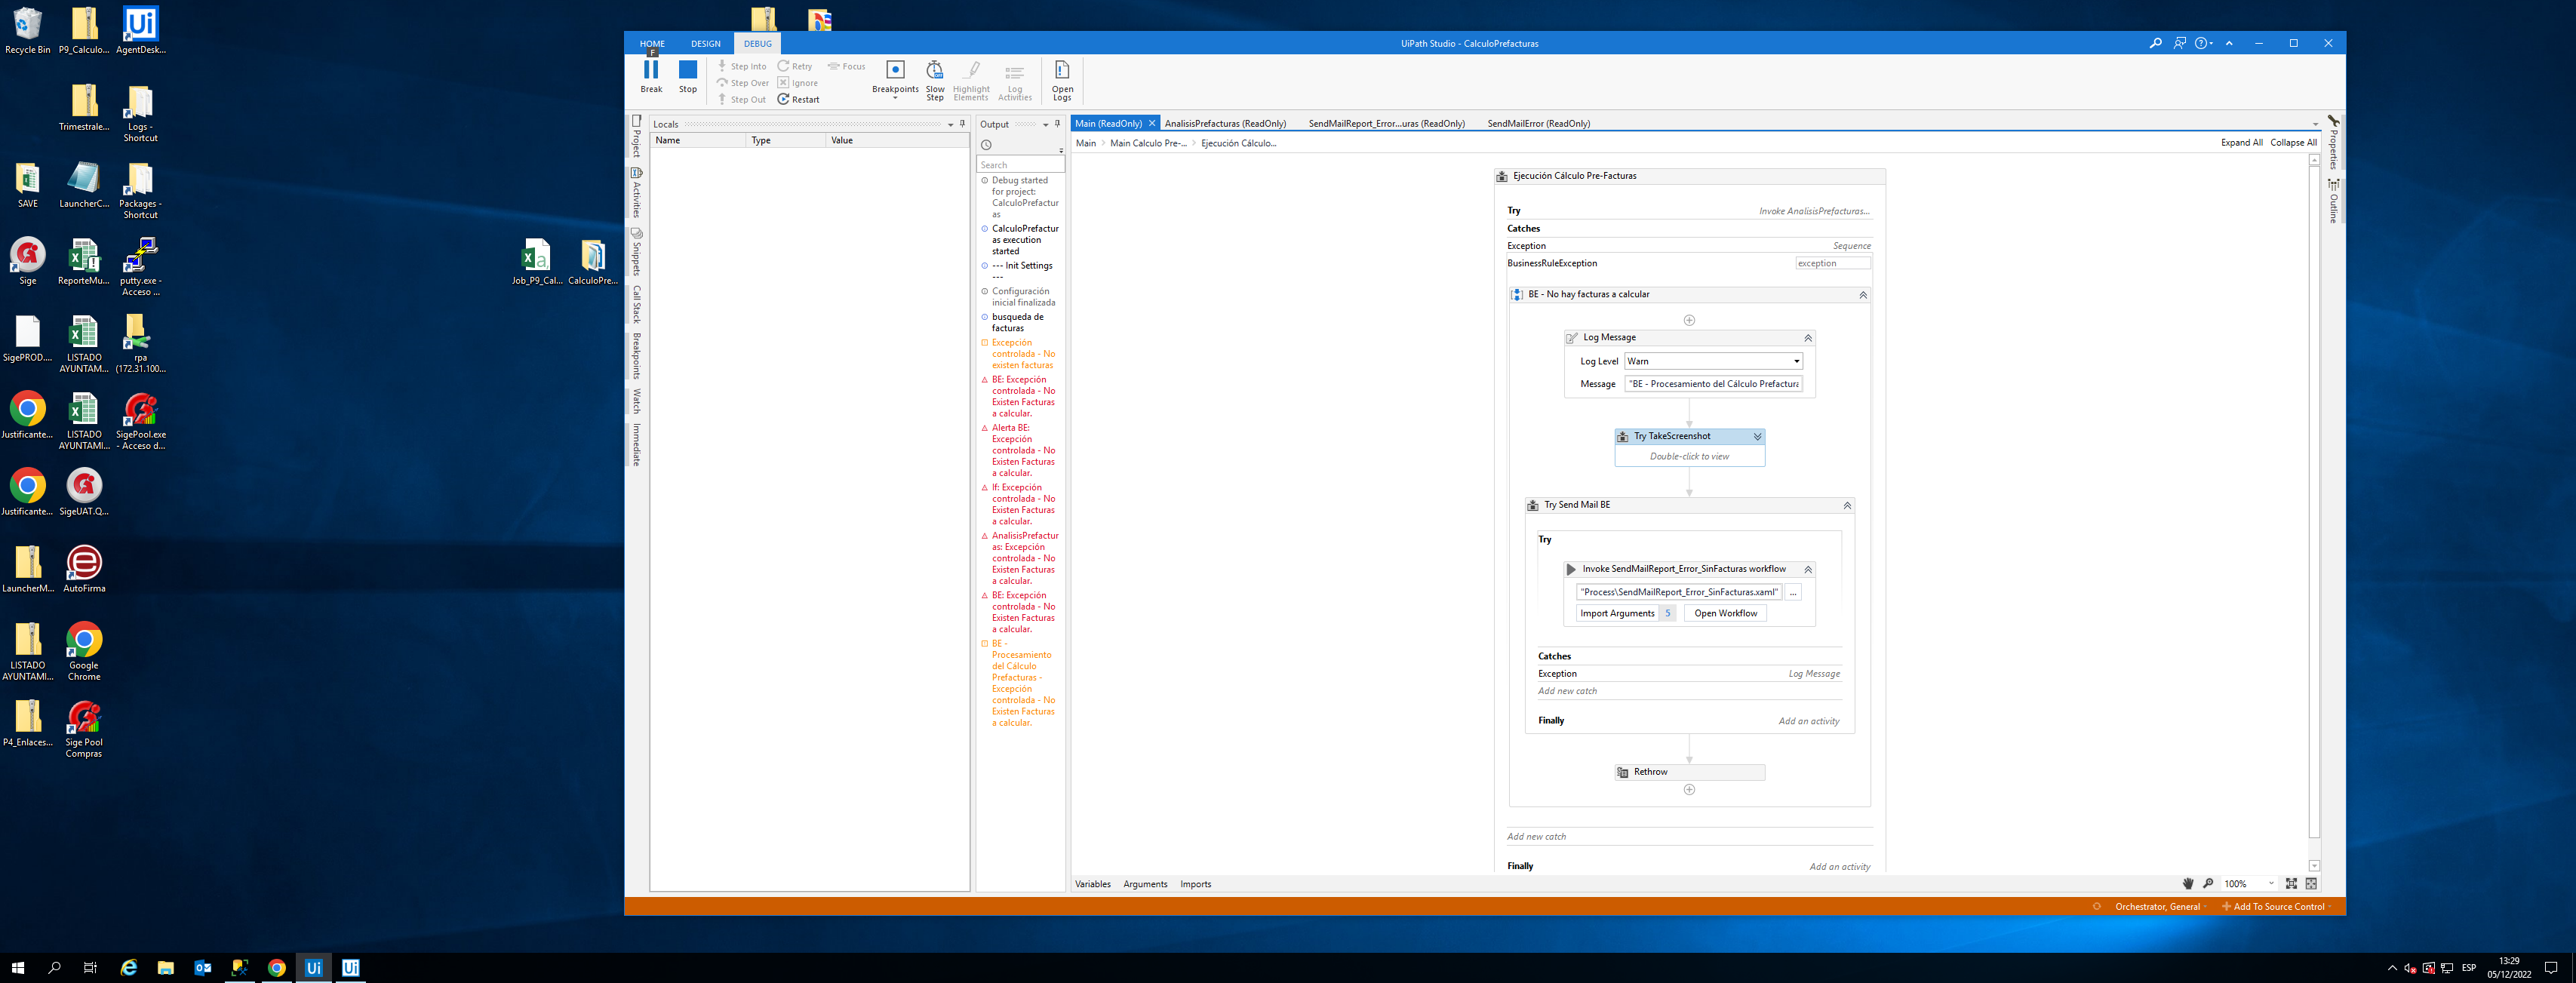 Recycle Bin
P9_Calculo...
AgentDesk...
Trimestrale...
Logs -
Shortcut
SAVE
LauncherC...
Packages -
Shortcut
Sige
ReporteMu...
putty.exe -
Acceso ...
SigePROD....
LISTADO
AYUNTAM...
rpa
(172.31.100...
Justificante...
LISTADO
AYUNTAMI...
SigePool.exe
- Acceso d...
Justificante...
SigeUAT.Q...
LauncherM...
AutoFirma
LISTADO
AYUNTAMI...
Google
Chrome
P4_Enlaces...
Sige Pool
Compras
Job_P9_Cal...
CalculoPre...
HOME
DESIGN
DEBUG
F
UiPath Studio - CalculoPrefacturas
Break
Stop
Step Into
Step Over
Step Out
Retry
Ignore
Restart
Focus
Breakpoints
Slow
Step
Highlight
Elements
Log
Activities
Open
Logs
Project
Activities
Snippets
Call Stack
Breakpoints
Watch
Immediate
Locals
Name
Type
Value
Output
Search
Debug started
for project:
CalculoPrefactur
as
CalculoPrefactur
as execution
started
--- Init Settings
---
Configuración
inicial finalizada
busqueda de
facturas
Excepción
controlada - No
existen facturas
BE: Excepción
controlada - No
Existen Facturas
a calcular.
Alerta BE:
Excepción
controlada - No
Existen Facturas
a calcular.
If: Excepción
controlada - No
Existen Facturas
a calcular.
AnalisisPrefactur
as: Excepción
controlada - No
Existen Facturas
a calcular.
BE: Excepción
controlada - No
Existen Facturas
a calcular.
BE -
Procesamiento
del Cálculo
Prefacturas -
Excepción
controlada - No
Existen Facturas
a calcular.
Main (ReadOnly)
AnalisisPrefacturas (ReadOnly)
SendMailReport_Error...uras (ReadOnly)
SendMailError (ReadOnly)
Main > Main Calculo Pre-... > Ejecución Cálculo...
Expand All
Collapse All
Ejecución Cálculo Pre-Facturas
Try
Invoke AnalisisPrefacturas...
Catches
Exception
Sequence
BusinessRuleException
exception
BE - No hay facturas a calcular
Log Message
Log Level
Warn
Message
"BE - Procesamiento del Cálculo Prefactura
Try TakeScreenshot
Double-click to view
Try Send Mail BE
Try
Invoke SendMailReport_Error_SinFacturas workflow
"Process\SendMailReport_Error_SinFacturas.xaml"
...
Import Arguments
5
Open Workflow
Catches
Exception
Log Message
Add new catch
Finally
Add an activity
Rethrow
Add new catch
Finally
Add an activity
Properties
Outline
Variables
Arguments
Imports
100%
Orchestrator, General
Add To Source Control
ESP
13:29
05/12/2022